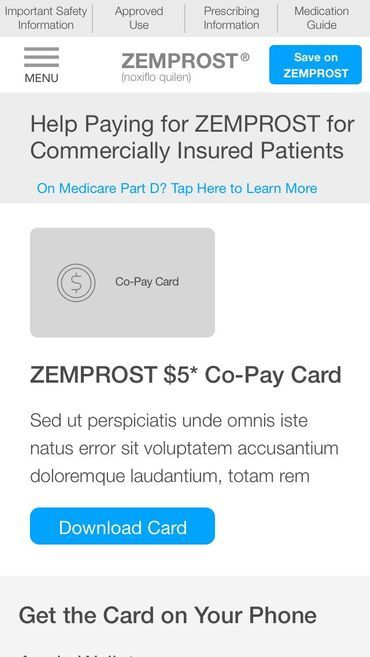 Important Safety Information
Approved Use
Prescribing Information
Medication Guide
MENU
ZEMPROST®
(noxiflo quilen)
Save on
ZEMPROST
Help Paying for ZEMPROST for
Commercially Insured Patients
On Medicare Part D? Tap Here to Learn More
$
Co-Pay Card
ZEMPROST $5* Co-Pay Card
Sed ut perspiciatis unde omnis iste
natus error sit voluptatem accusantium
doloremque laudantium, totam rem
Download Card
Get the Card on Your Phone